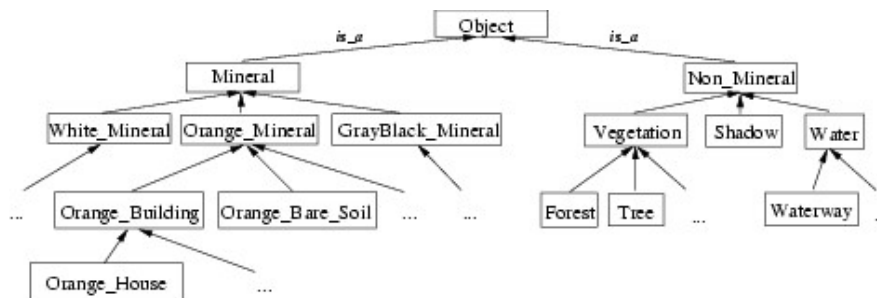 Object
is_a is_a
Mineral Non_Mineral
White_Mineral Orange_Mineral GrayBlack_Mineral Vegetation Shadow Water
... Orange_Building Orange_Bare_Soil ... ... Forest Tree ... Waterway ..
Orange_House ...